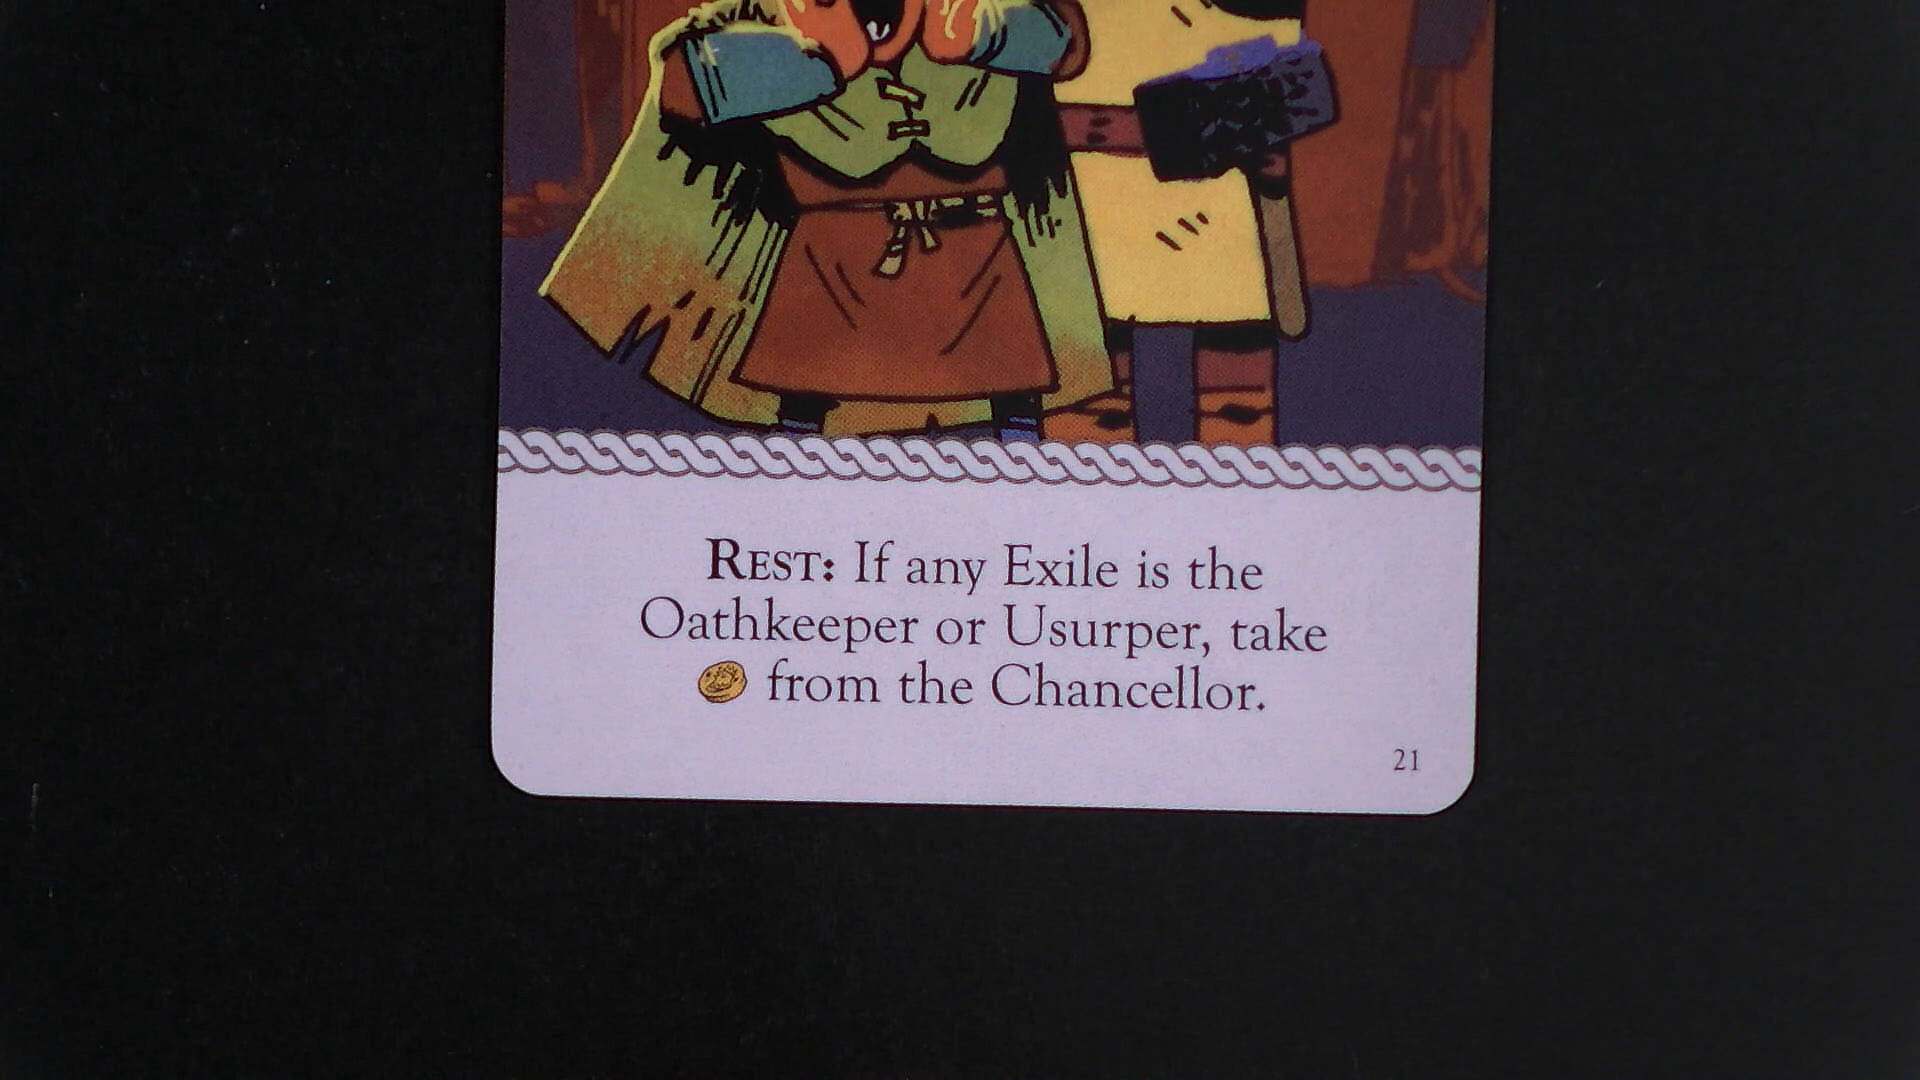 REST: If any Exile is the
Oathkeeper or Usurper, take
from the Chancellor.
21